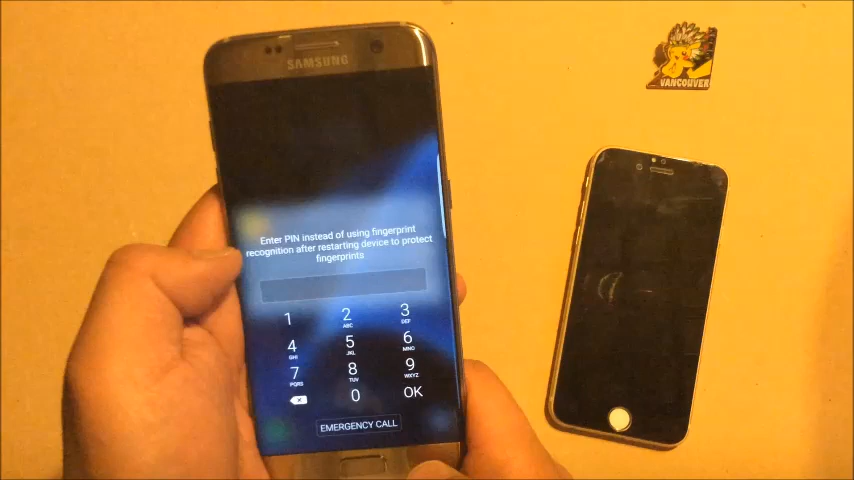 SAMSUNG
VANCOUVER
Enter PIN instead of using fingerprint
recognition after restarting device to protect
fingerprints
1 2 ABC 3 DEF
4 GHI 5 JKL 6 MNO
7 PQRS 8 TUV 9 WXYZ
0 OK
EMERGENCY CALL